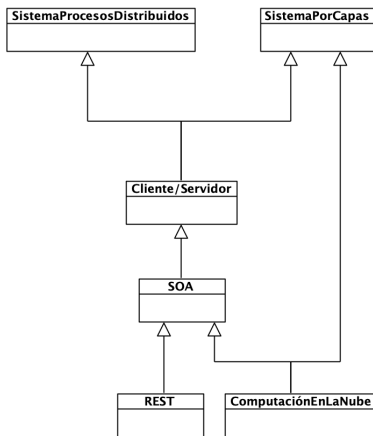 SistemaProcesosDistribuidos
SistemaPorCapas
Cliente/Servidor
SOA
REST
ComputaciónEnLaNube